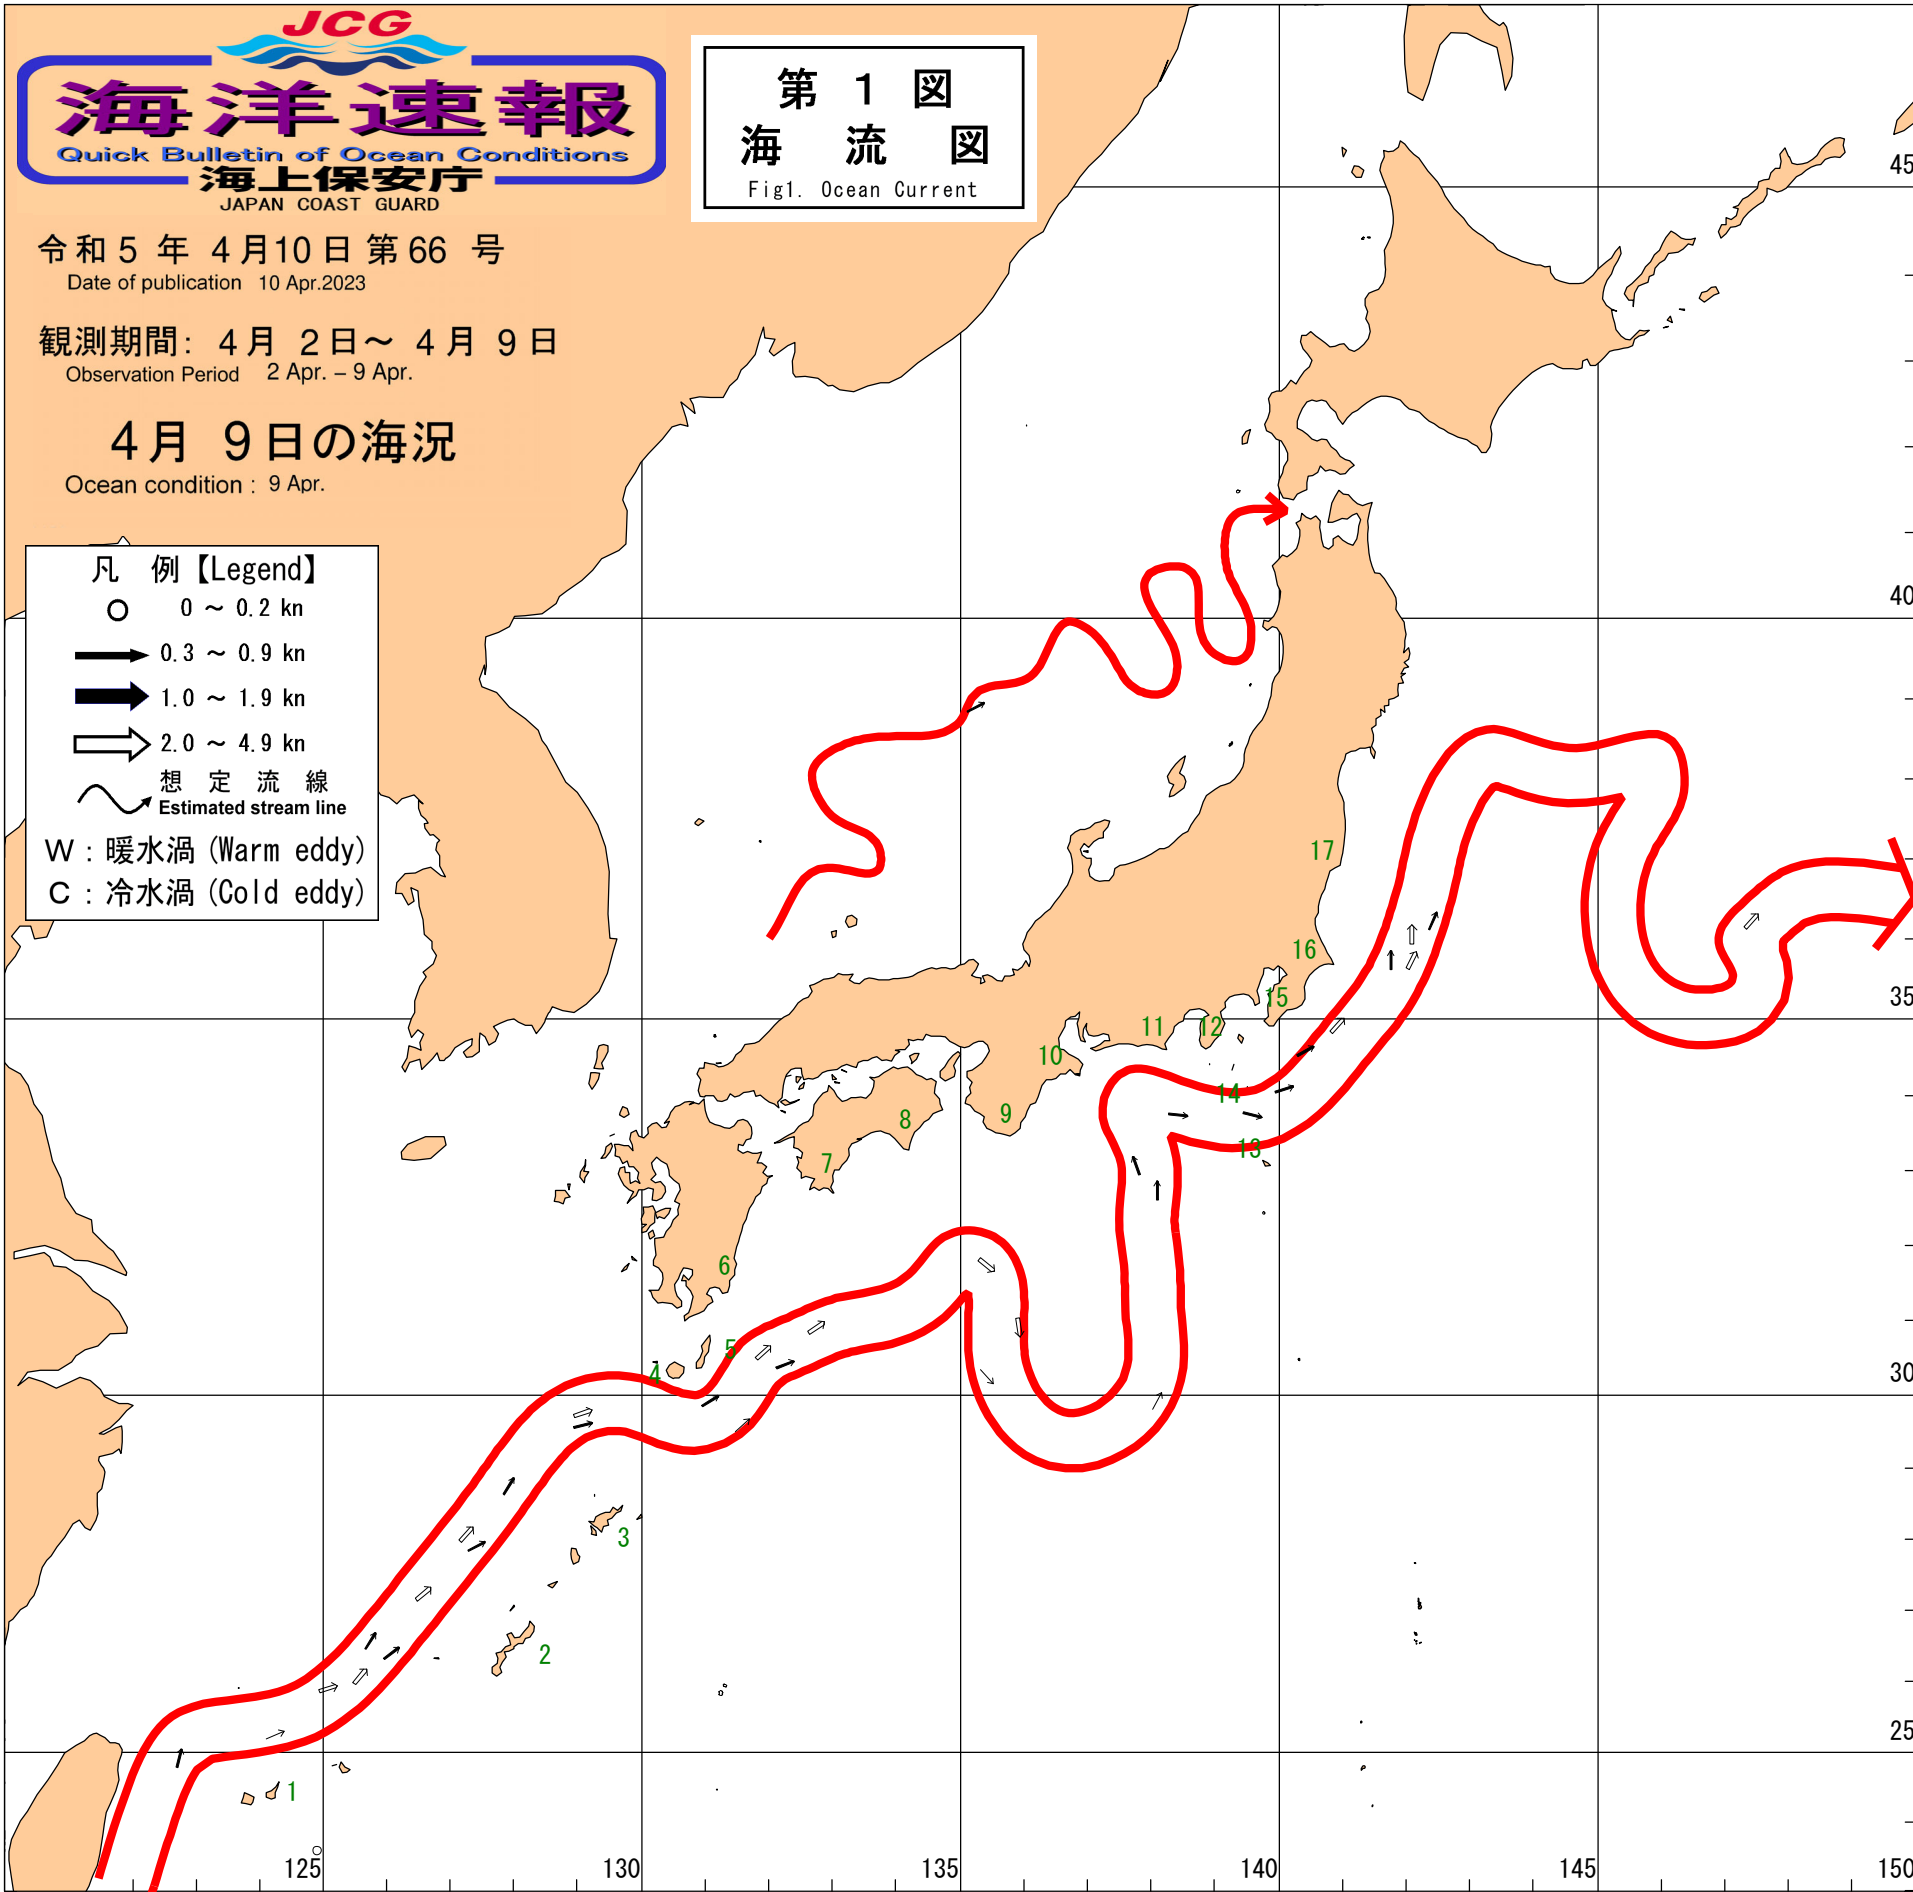 JCG
海洋速報
Quick Bulletin of Ocean Conditions
海上保安庁
JAPAN COAST GUARD
第 1 図
海 流 図
Fig1. Ocean Current
令和 5 年 4月10日 第66 号
Date of publication 10 Apr.2023
観測期間: 4月 2日～ 4月 9日
Observation Period 2 Apr. – 9 Apr.
4月 9日の海況
Ocean condition : 9 Apr.
凡 例【Legend】
0 ～ 0.2 kn
0.3 ～ 0.9 kn
1.0 ～ 1.9 kn
2.0 ～ 4.9 kn
想 定 流 線
Estimated stream line
W : 暖水渦 (Warm eddy)
C : 冷水渦 (Cold eddy)
45
40
17
16
35
15
12
11
10
14
9
8
13
7
6
5
4
30
3
2
25
1
125
130
135
140
145
150